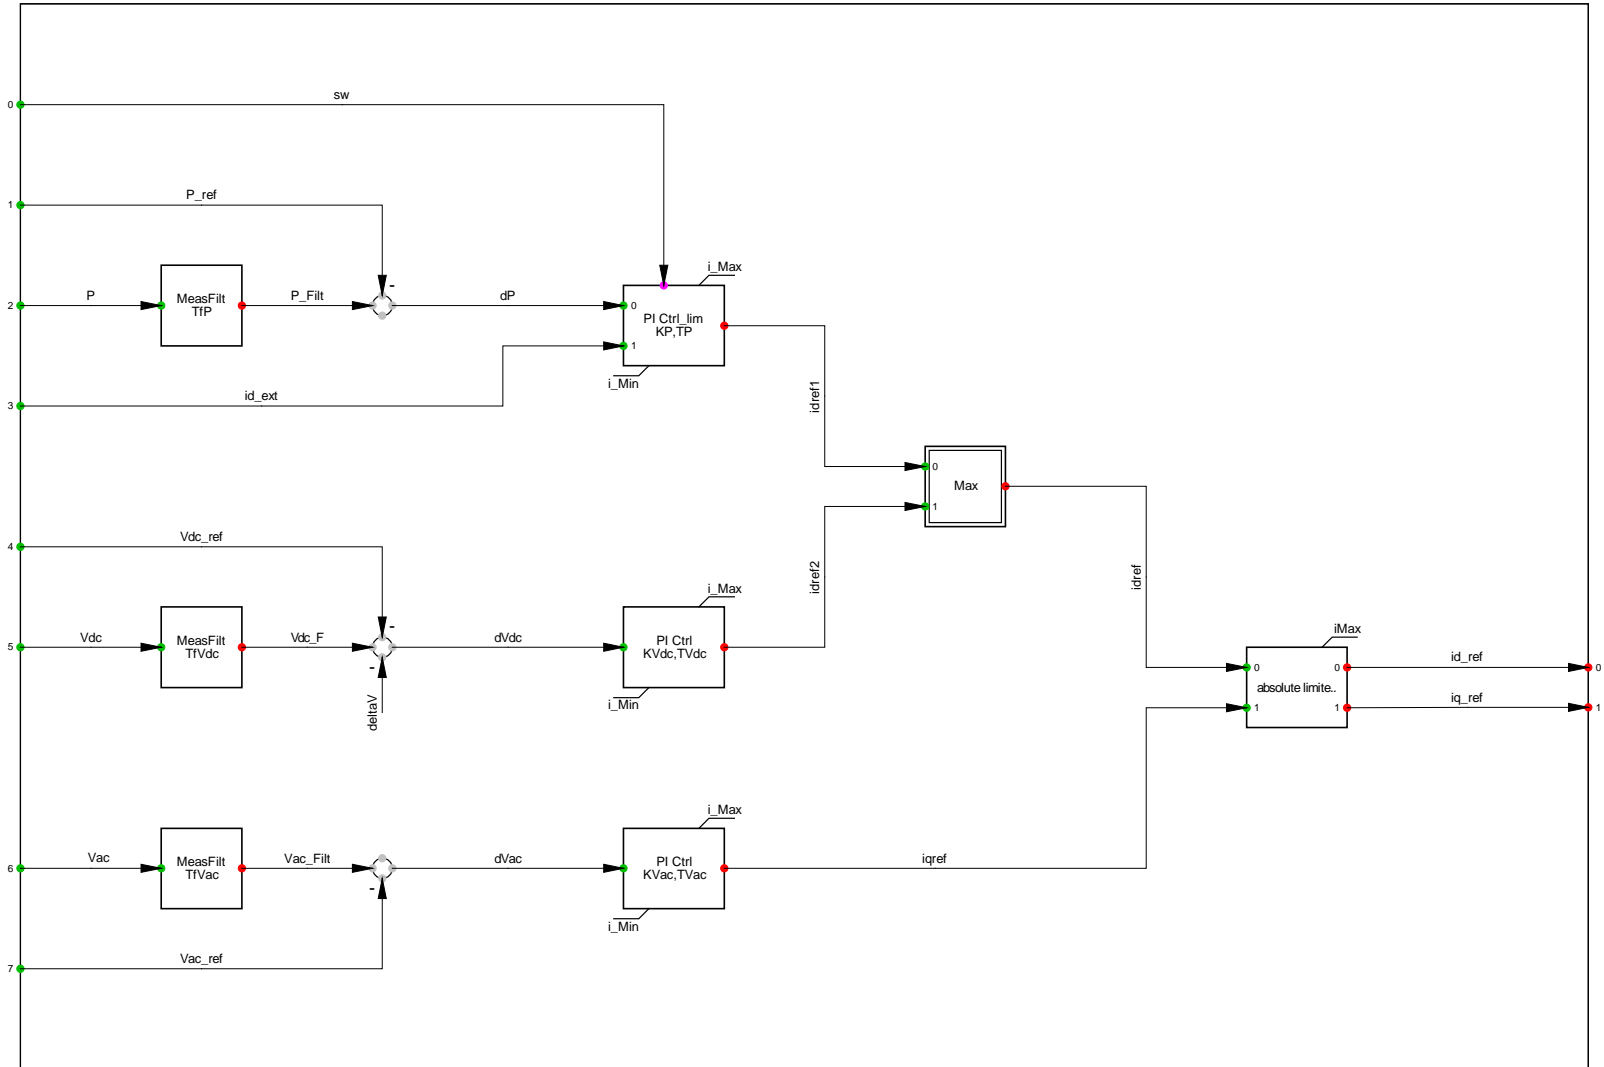 sw
0
P_ref
1
-
i_Max
P
MeasFilt
TfP
P_Filt
dP
2
0
PI Ctrl_lim
KP,TP
1
i_Min
id_ext
3
idref1
0
Max
1
Vdc_ref
4
idref2
idref
-
i_Max
Vdc
MeasFilt
TfVdc
Vdc_F
dVdc
5
PI Ctrl
KVdc,TVdc
-
i_Min
deltaV
iMax
0
0
id_ref
0
absolute limite..
1
1
iq_ref
1
i_Max
Vac
MeasFilt
TfVac
Vac_Filt
dVac
6
PI Ctrl
KVac,TVac
iqref
-
i_Min
Vac_ref
7